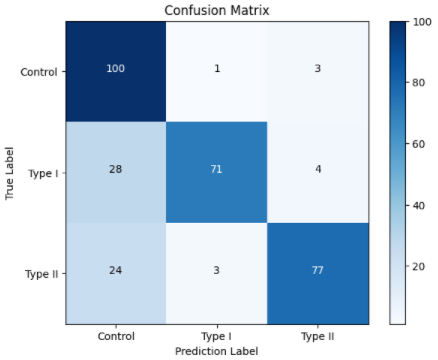 Confusion Matrix
Control
100
1
3
Type I
28
71
4
Type II
24
3
77
Control
Type I
Type II
Prediction Label
True Label
100
80
60
40
20